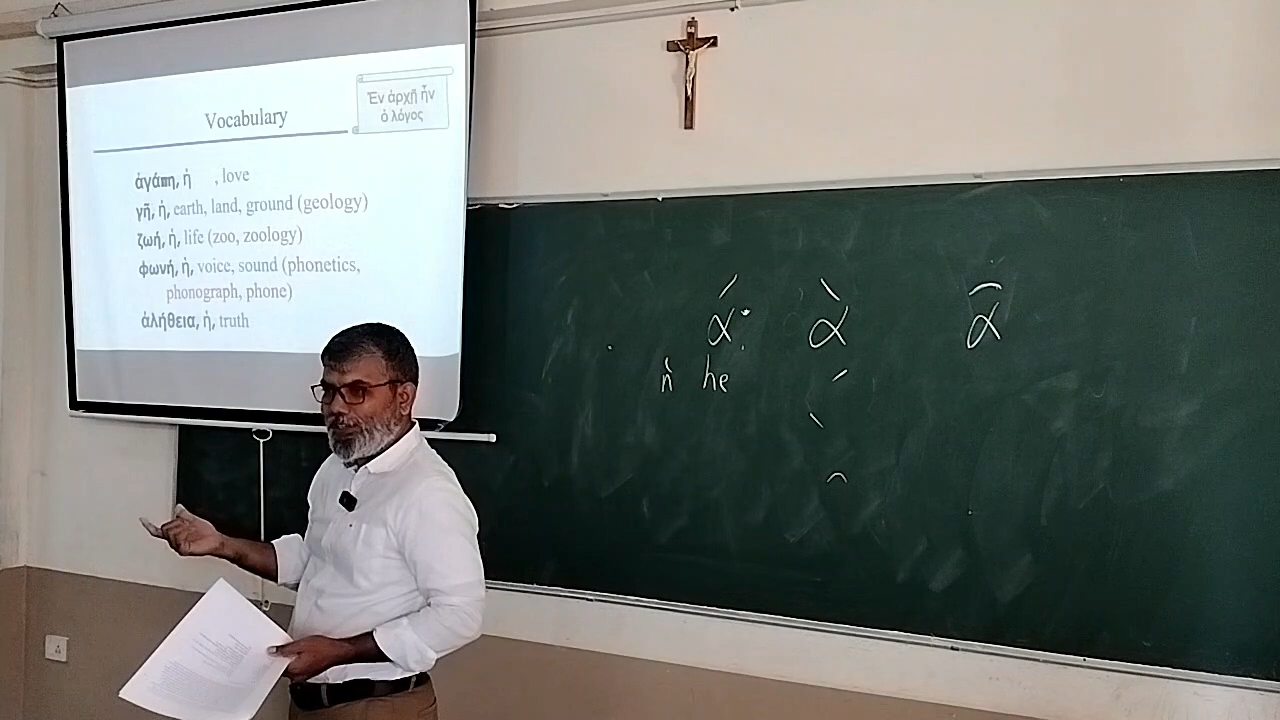 Vocabulary
Ἐν ἀρχῇ ἦν
ὁ λόγος
ἀγάπη, ἡ , love
γῆ, ἡ, earth, land, ground (geology)
ζωή, ἡ, life (zoo, zoology)
φωνή, ἡ, voice, sound (phonetics,
phonograph, phone)
ἀλήθεια, ἡ, truth
ά ὰ ᾶ
he